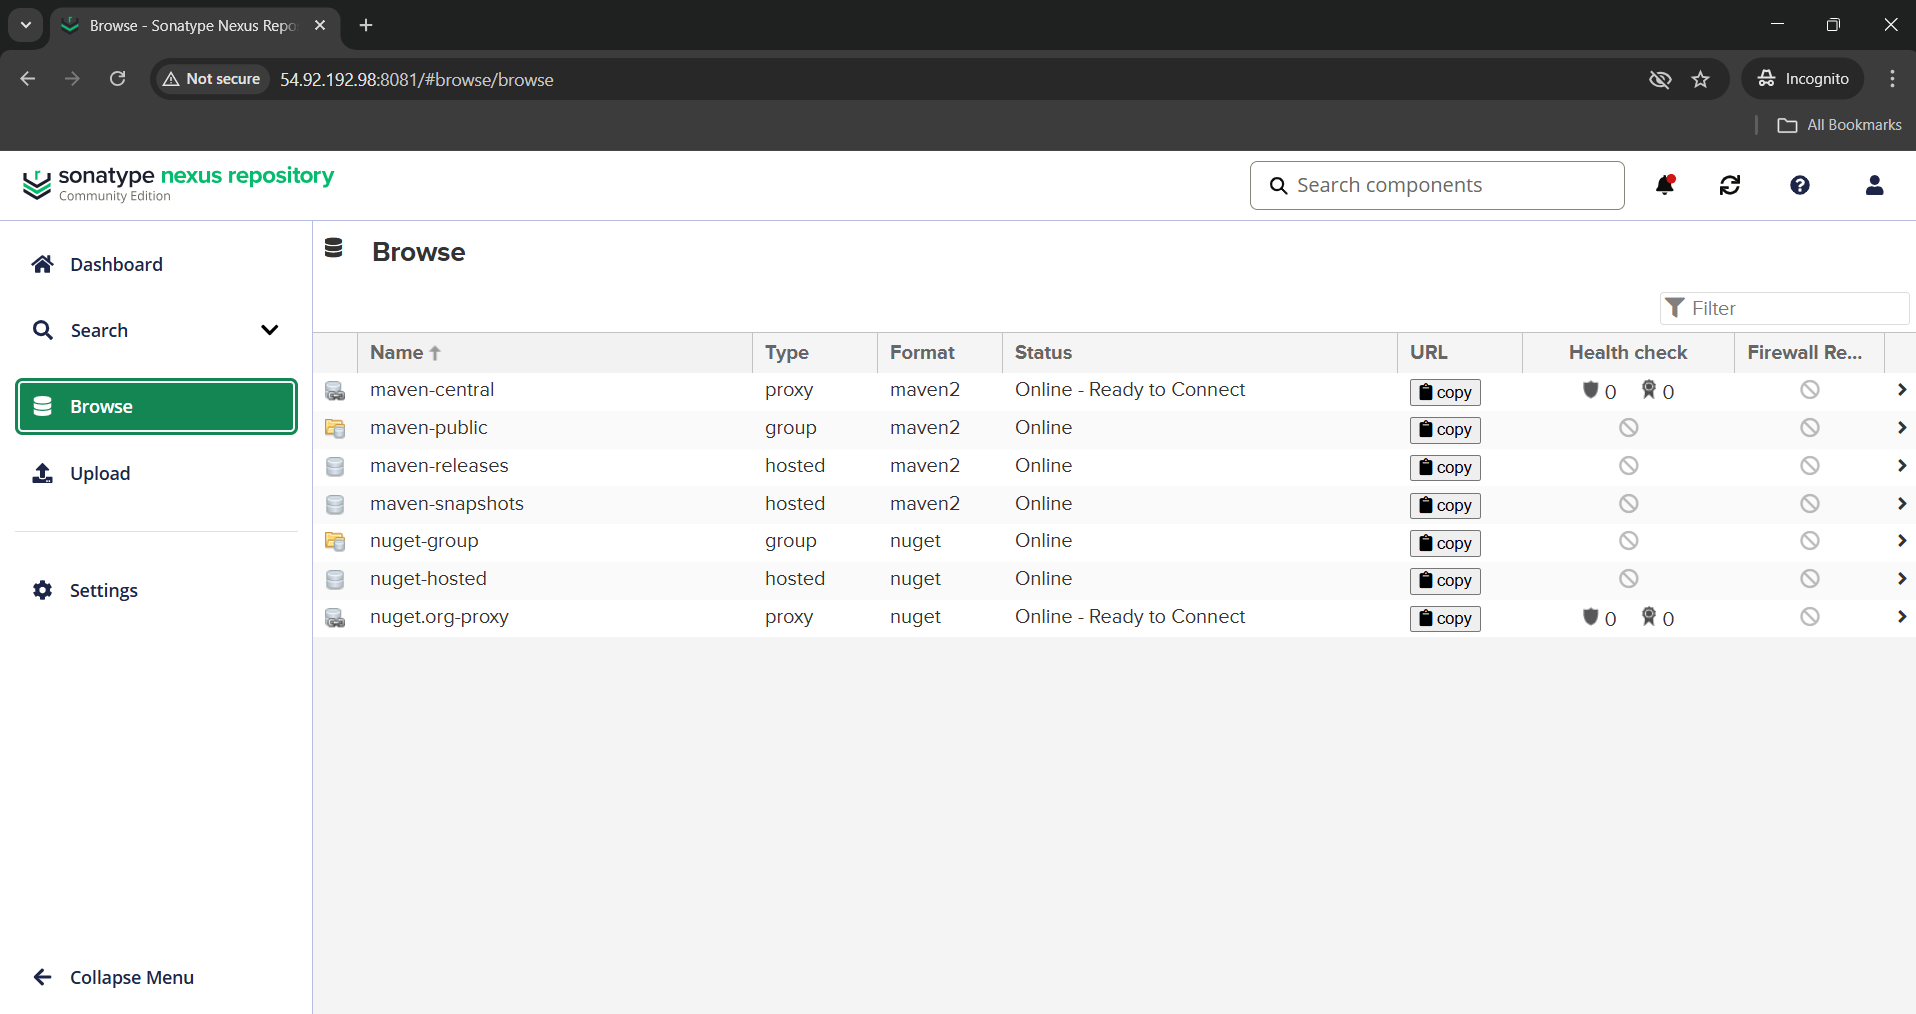 Browse - Sonatype Nexus Repo
Not secure
54.92.192.98:8081/#browse/browse
Incognito
All Bookmarks
sonatype nexus repository
Community Edition
Search components
Dashboard
Search
Browse
Upload
Settings
Collapse Menu
Browse
Filter
Name Type Format Status URL Health check Firewall Re...
maven-central proxy maven2 Online - Ready to Connect copy 0 0
maven-public group maven2 Online copy
maven-releases hosted maven2 Online copy
maven-snapshots hosted maven2 Online copy
nuget-group group nuget Online copy
nuget-hosted hosted nuget Online copy
nuget.org-proxy proxy nuget Online - Ready to Connect copy 0 0